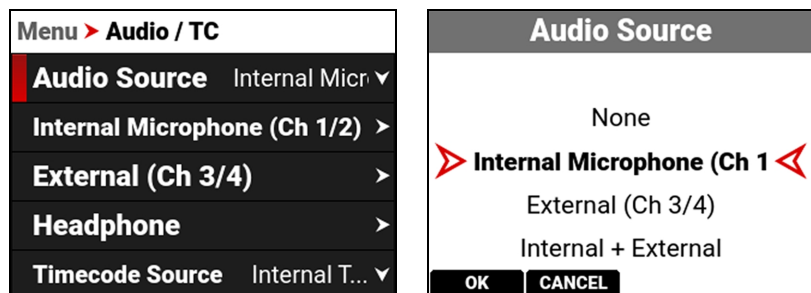 Menu > Audio / TC
Audio Source Internal Micr
Internal Microphone (Ch 1/2) >
External (Ch 3/4) >
Headphone >
Timecode Source Internal T...
Audio Source
None
Internal Microphone (Ch 1
External (Ch 3/4)
Internal + External
OK CANCEL